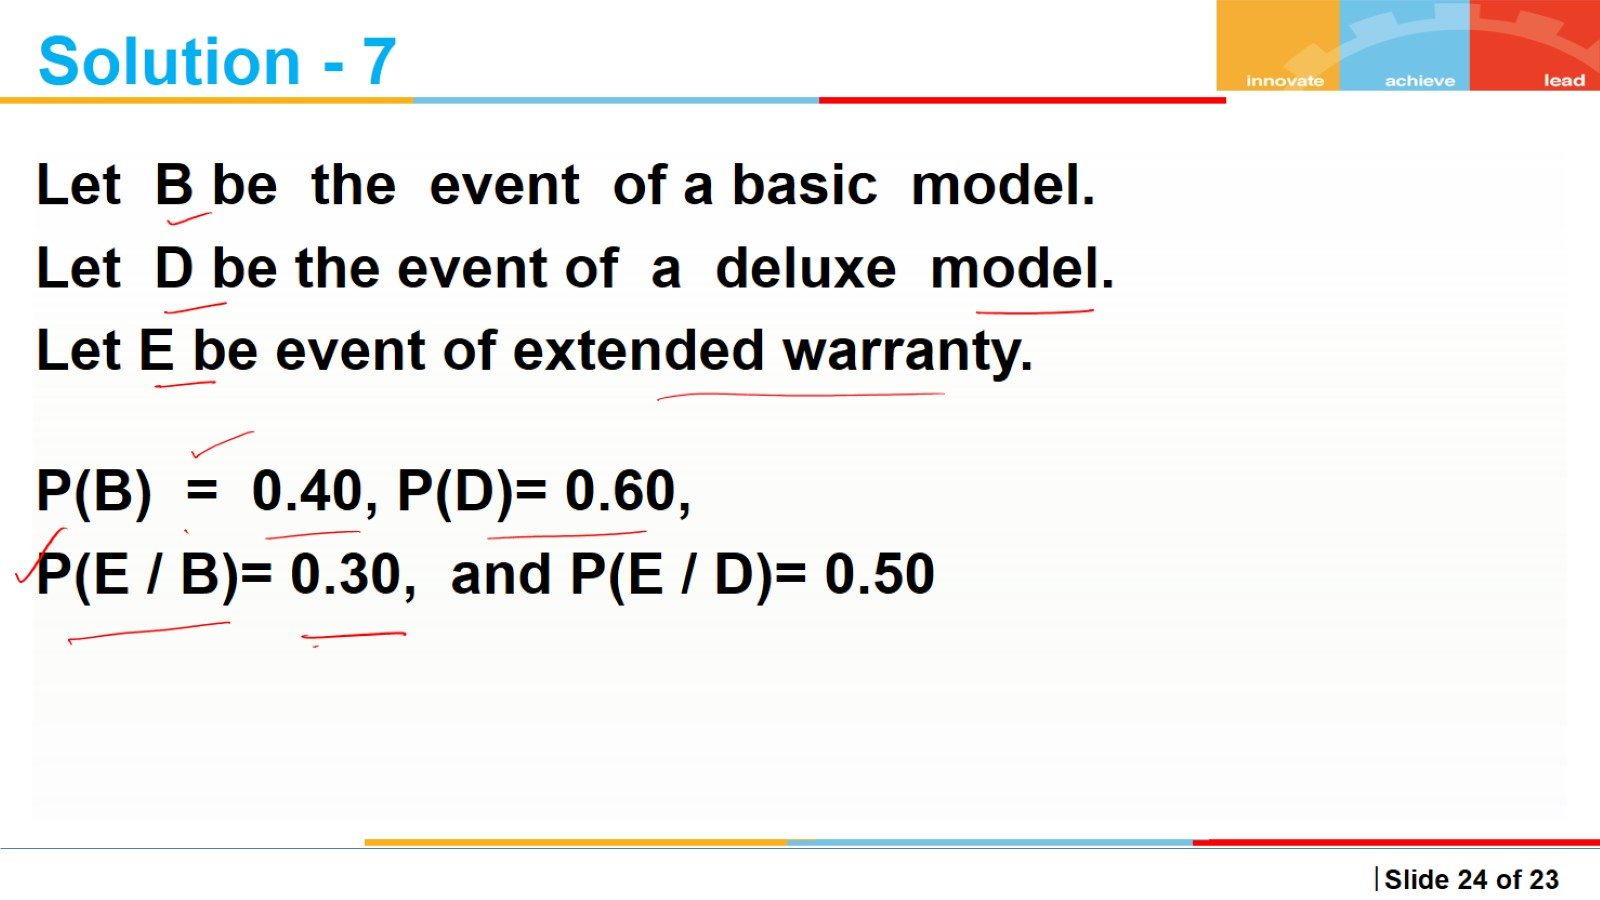 Solution - 7
innovate achieve lead
Let B be the event of a basic model.
Let D be the event of a deluxe model.
Let E be event of extended warranty.
P(B) = 0.40, P(D)= 0.60,
P(E / B)= 0.30, and P(E / D)= 0.50
Slide 24 of 23